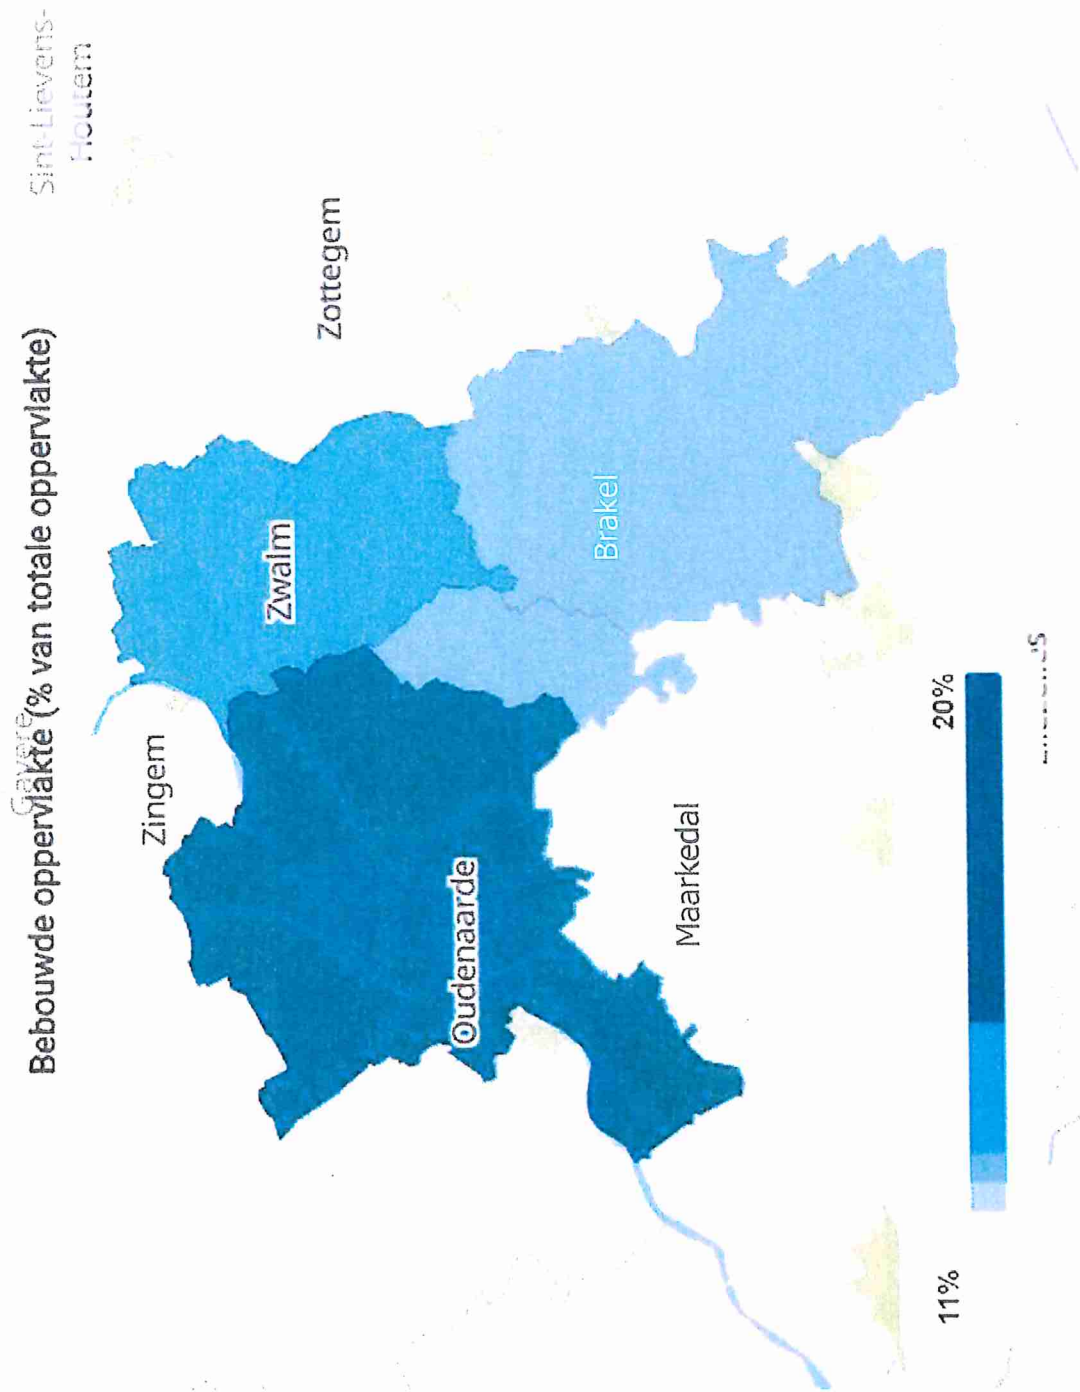 Gavere
Bebouwde oppervlakte (% van totale oppervlakte)
Sint-Lievens-
Houtem
Zingem
Zwalm
Zottegem
Oudenaarde
Brakel
Maarkedal
11%
20%